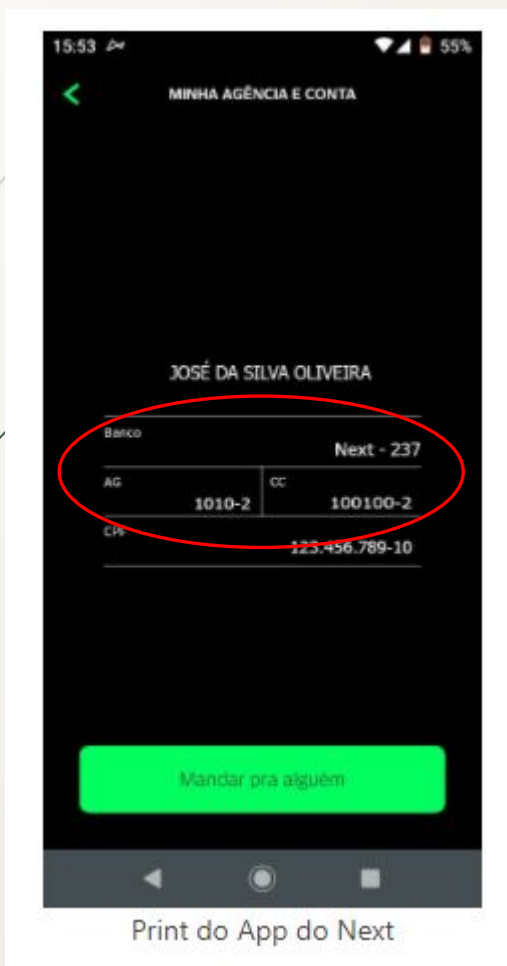 15:53
55%
MINHA AGÊNCIA E CONTA
JOSÉ DA SILVA OLIVEIRA
Banco
Next - 237
AG
1010-2
CC
100100-2
CPF
123.456.789-10
Mandar pra alguém
Print do App do Next